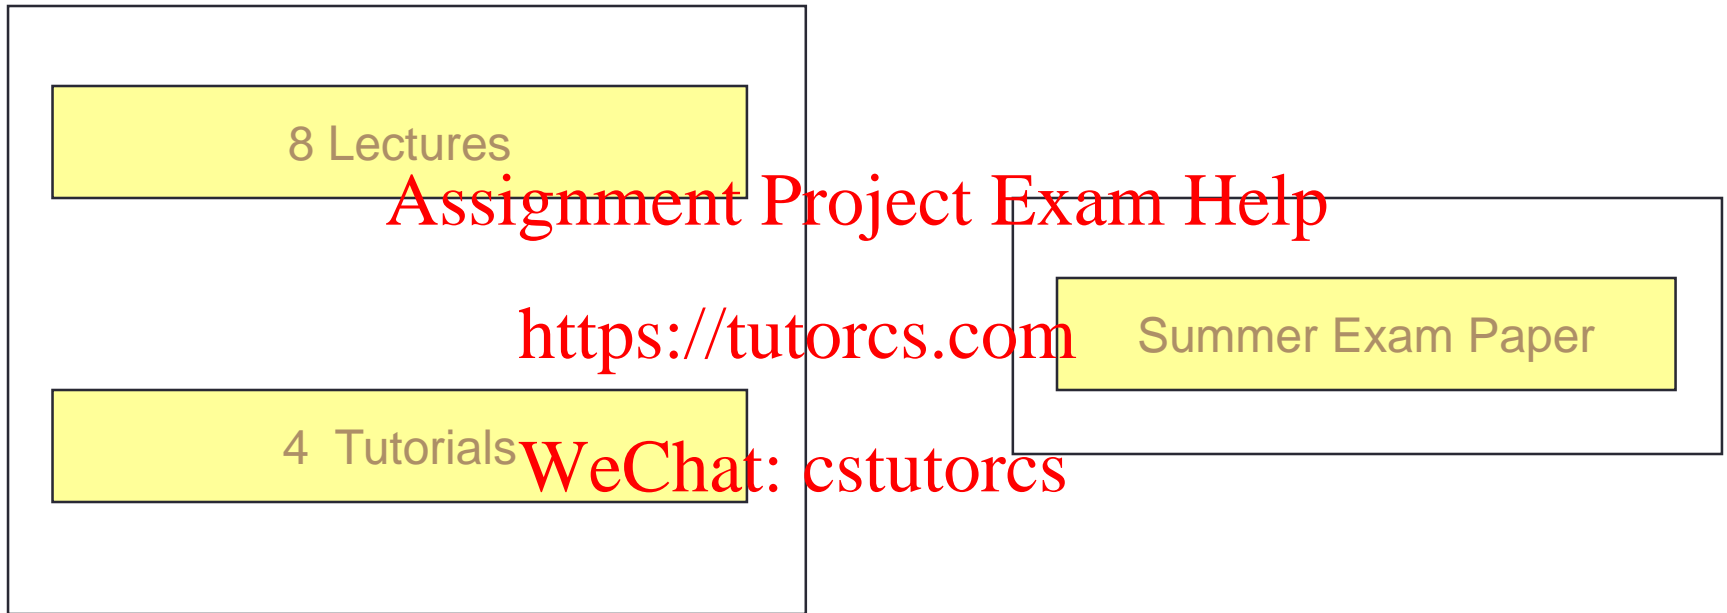 8 Lectures
Assignment Project Exam Help
https://tutorcs.com
Summer Exam Paper
4 Tutorials
WeChat: cstutorcs